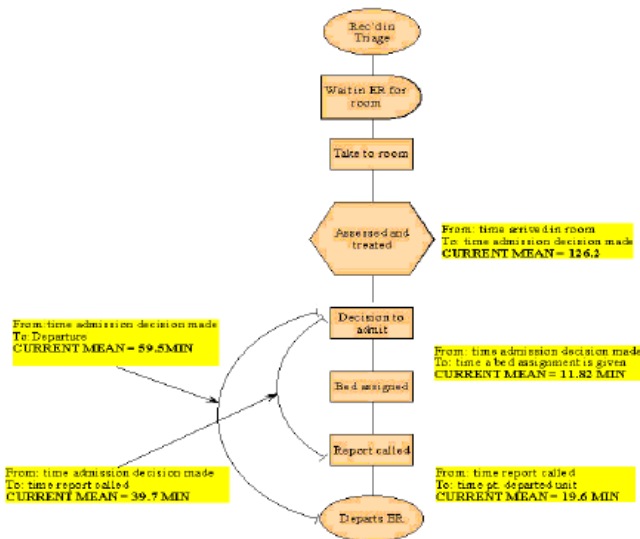 Rec'd in
Triage
Wait in ER for
room
Take to room
Assessed and
treated
From: time arrived in room
To: time admission decision made
CURRENT MEAN = 126.2
Decision to
admit
From: time admission decision made
To: Departure
CURRENT MEAN = 59.5 MIN
From: time admission decision made
To: time a bed assignment is given
CURRENT MEAN = 11.82 MIN
Bed assigned
Report called
From: time admission decision made
To: time report called
CURRENT MEAN = 39.7 MIN
From: time report called
To: time pt. departed unit
CURRENT MEAN = 19.6 MIN
Departs ER